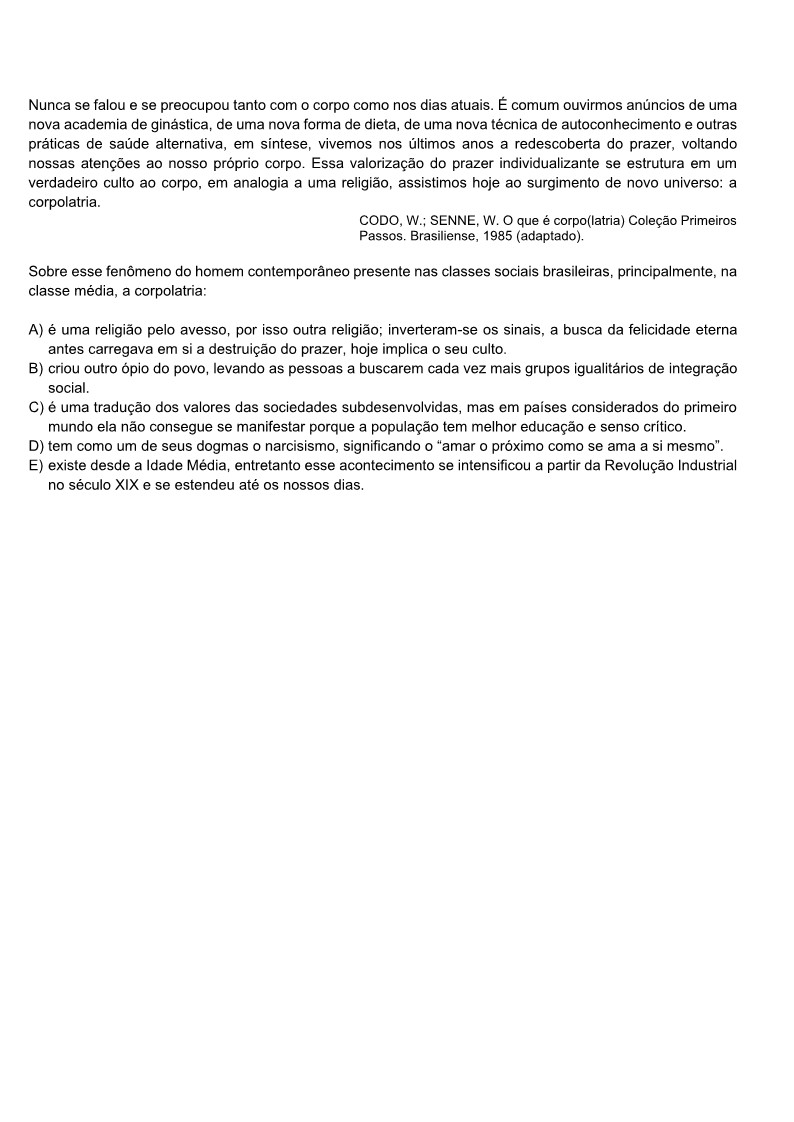 Nunca se falou e se preocupou tanto com o corpo como nos dias atuais. É comum ouvirmos anúncios de uma
nova academia de ginástica, de uma nova forma de dieta, de uma nova técnica de autoconhecimento e outras
práticas de saúde alternativa, em síntese, vivemos nos últimos anos a redescoberta do prazer, voltando
nossas atenções ao nosso próprio corpo. Essa valorização do prazer individualizante se estrutura em um
verdadeiro culto ao corpo, em analogia a uma religião, assistimos hoje ao surgimento de novo universo: a
corpolatria.
CODO, W.; SENNE, W. O que é corpo(latria) Coleção Primeiros
Passos. Brasiliense, 1985 (adaptado).
Sobre esse fenômeno do homem contemporâneo presente nas classes sociais brasileiras, principalmente, na
classe média, a corpolatria:
A) é uma religião pelo avesso, por isso outra religião; inverteram-se os sinais, a busca da felicidade eterna
antes carregava em si a destruição do prazer, hoje implica o seu culto.
B) criou outro ópio do povo, levando as pessoas a buscarem cada vez mais grupos igualitários de integração
social.
C) é uma tradução dos valores das sociedades subdesenvolvidas, mas em países considerados do primeiro
mundo ela não consegue se manifestar porque a população tem melhor educação e senso crítico.
D) tem como um de seus dogmas o narcisismo, significando o “amar o próximo como se ama a si mesmo”.
E) existe desde a Idade Média, entretanto esse acontecimento se intensificou a partir da Revolução Industrial
no século XIX e se estendeu até os nossos dias.